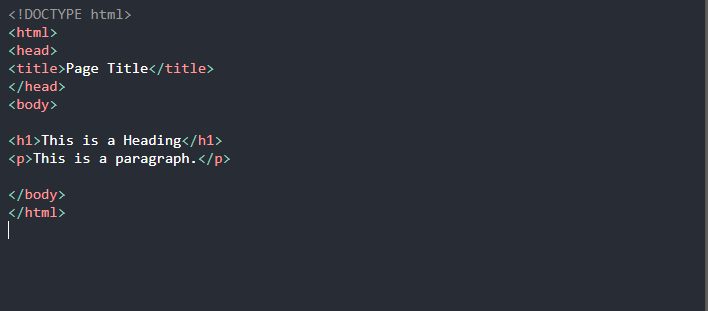 <!DOCTYPE html>
<html>
<head>
<title>Page Title</title>
</head>
<body>
<h1>This is a Heading</h1>
<p>This is a paragraph.</p>
</body>
</html>